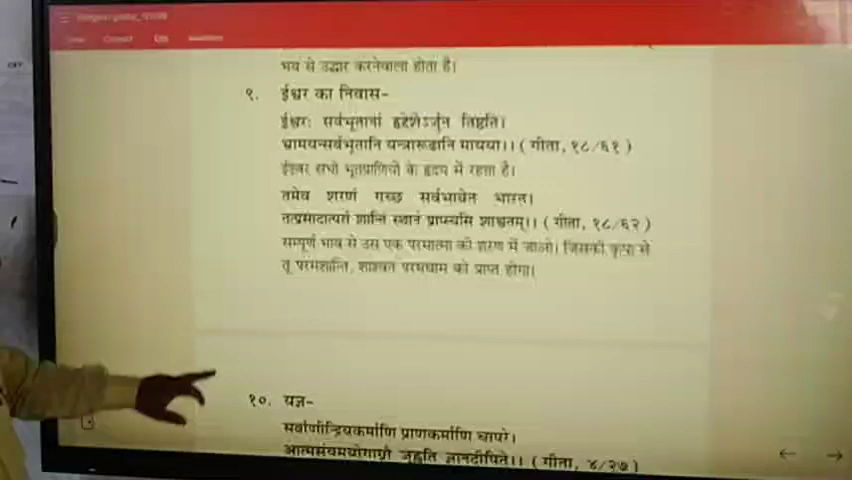 भय से उद्धार करनेवाला होता है।
९. ईश्वर का निवास-
ईश्वरः सर्वभूतानां हृद्देशेऽर्जुन तिष्ठति।
भ्रामयन्सर्वभूतानि यन्त्रारूढानि मायया।। ( गीता, १८/६१ )
ईश्वर सभी भूतप्राणियों के हृदय में रहता है।
तमेव शरणं गच्छ सर्वभावेन भारत।
तत्प्रसादात्परां शान्तिं स्थानं प्राप्स्यसि शाश्वतम्।। ( गीता, १८/६२ )
सम्पूर्ण भाव से उस एक परमात्मा की शरण में जाओ। जिसकी कृपा से
तू परमशान्ति, शाश्वत परमधाम को प्राप्त होगा।
१०. यज्ञ-
सर्वाणीन्द्रियकर्माणि प्राणकर्माणि चापरे।
आत्मसंयमयोगाग्नौ जुह्वति ज्ञानदीपिते।। ( गीता, ४/२७ )